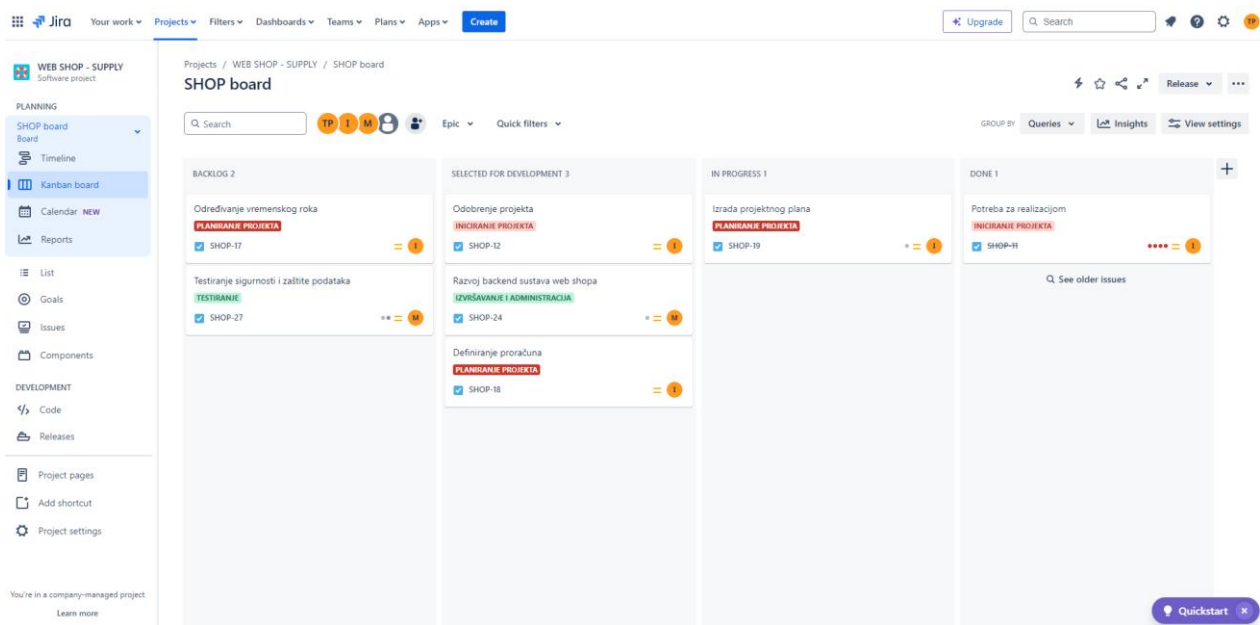 Jira
Your work Projects Filters Dashboards Teams Plans Apps Create
Upgrade Search TP
WEB SHOP - SUPPLY
Software project
PLANNING
SHOP board
Board
Timeline
Kanban board
Calendar NEW
Reports
List
Goals
Issues
Components
DEVELOPMENT
Code
Releases
Project pages
Add shortcut
Project settings
You're in a company-managed project
Learn more
Projects / WEB SHOP - SUPPLY / SHOP board
SHOP board
Release
Search TP I M Epic Quick filters
GROUP BY Queries Insights View settings
BACKLOG 2
Određivanje vremenskog roka
PLANIRANJE PROJEKTA
SHOP-17 I
Testiranje sigurnosti i zaštite podataka
TESTIRANJE
SHOP-27 M
SELECTED FOR DEVELOPMENT 3
Odobrenje projekta
INICIRANJE PROJEKTA
SHOP-12 I
Razvoj backend sustava web shopa
IZVRŠAVANJE I ADMINISTRACIJA
SHOP-24 M
Definiranje proračuna
PLANIRANJE PROJEKTA
SHOP-18 I
IN PROGRESS 1
Izrada projektnog plana
PLANIRANJE PROJEKTA
SHOP-19 I
DONE 1
Potreba za realizacijom
INICIRANJE PROJEKTA
SHOP-11 I
See older issues
Quickstart